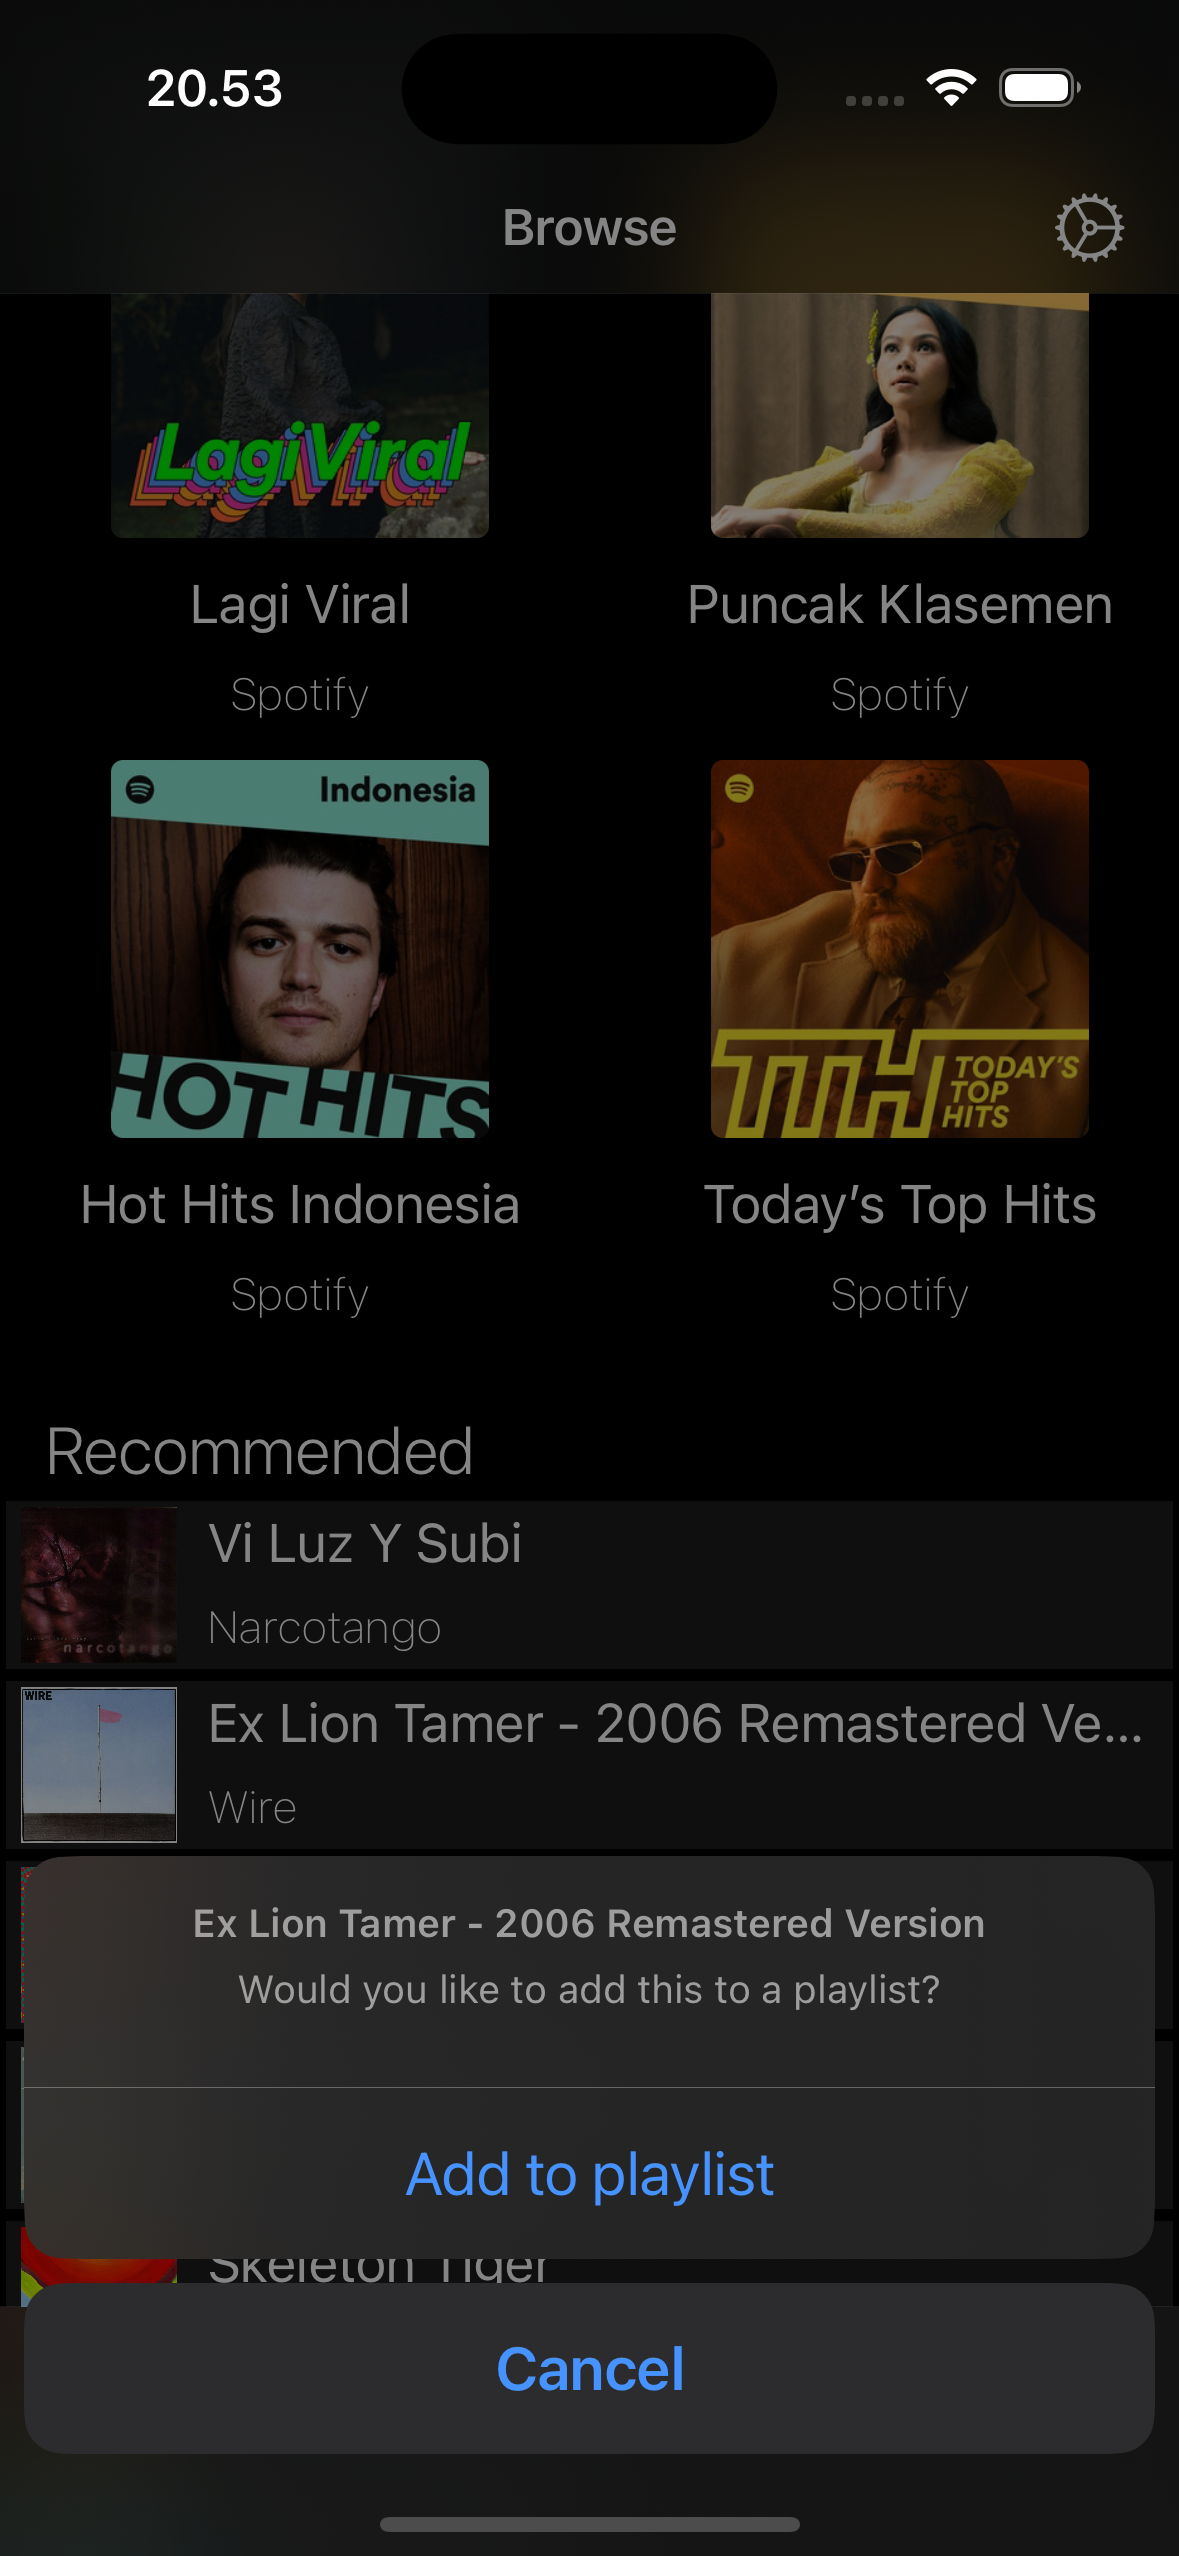 20.53
Browse
LagiViral
Lagi Viral
Puncak Klasemen
Spotify
Spotify
Indonesia
HOT HITS
TTH TODAY'S
TOP
HITS
Hot Hits Indonesia
Today’s Top Hits
Spotify
Spotify
Recommended
narcotango
Vi Luz Y Subi
Narcotango
WIRE
Ex Lion Tamer - 2006 Remastered Ve...
Wire
Ex Lion Tamer - 2006 Remastered Version
Would you like to add this to a playlist?
Add to playlist
Skeleton Tiger
Cancel